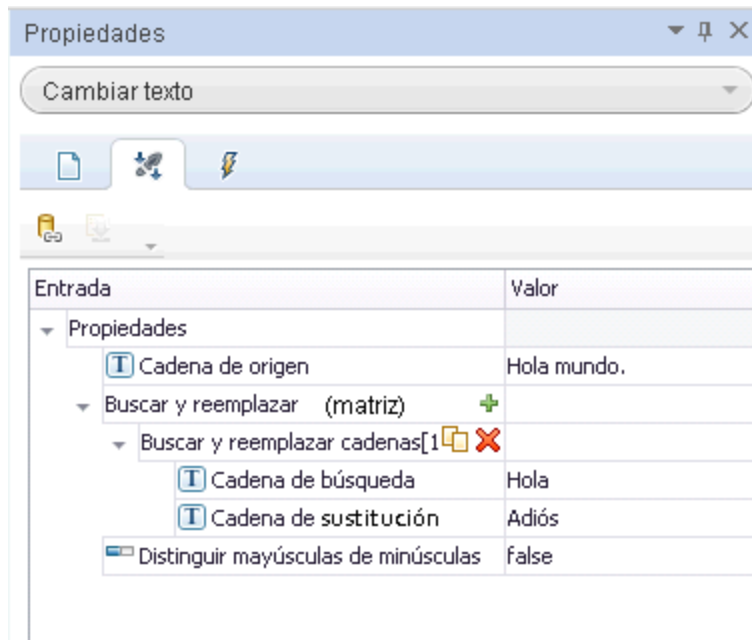 Propiedades
Cambiar texto
Entrada Valor
Propiedades
T Cadena de origen Hola mundo.
Buscar y reemplazar (matriz)
Buscar y reemplazar cadenas[1
T Cadena de búsqueda Hola
T Cadena de sustitución Adiós
Distinguir mayúsculas de minúsculas false